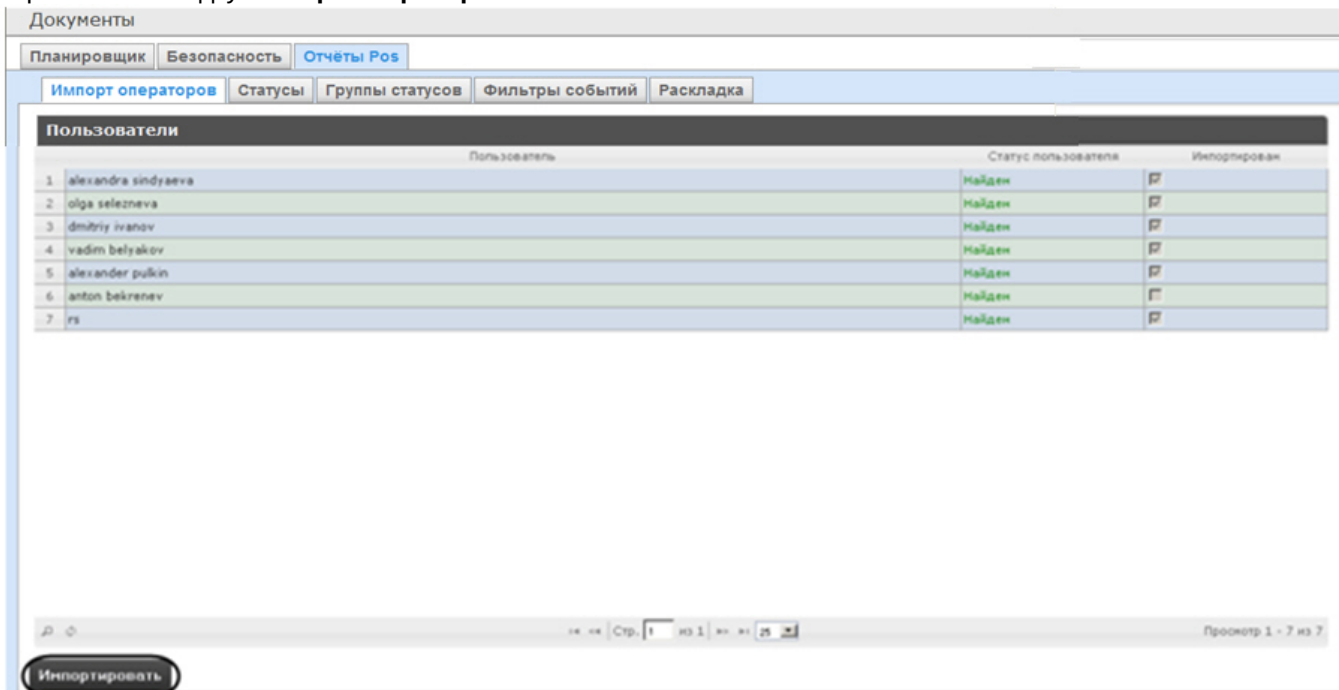 Документы
Планировщик Безопасность Отчёты Pos
Импорт операторов Статусы Группы статусов Фильтры событий Раскладка
Пользователи
Пользователь Статус пользователя Импортирован
1 alexandra sindyaeva Найден
2 olga selezneva Найден
3 dmitriy ivanov Найден
4 vadim belyakov Найден
5 alexander pulkin Найден
6 anton bekrenev Найден
7 rs Найден
Стр. 1 из 1 25 Просмотр 1 - 7 из 7
Импортировать